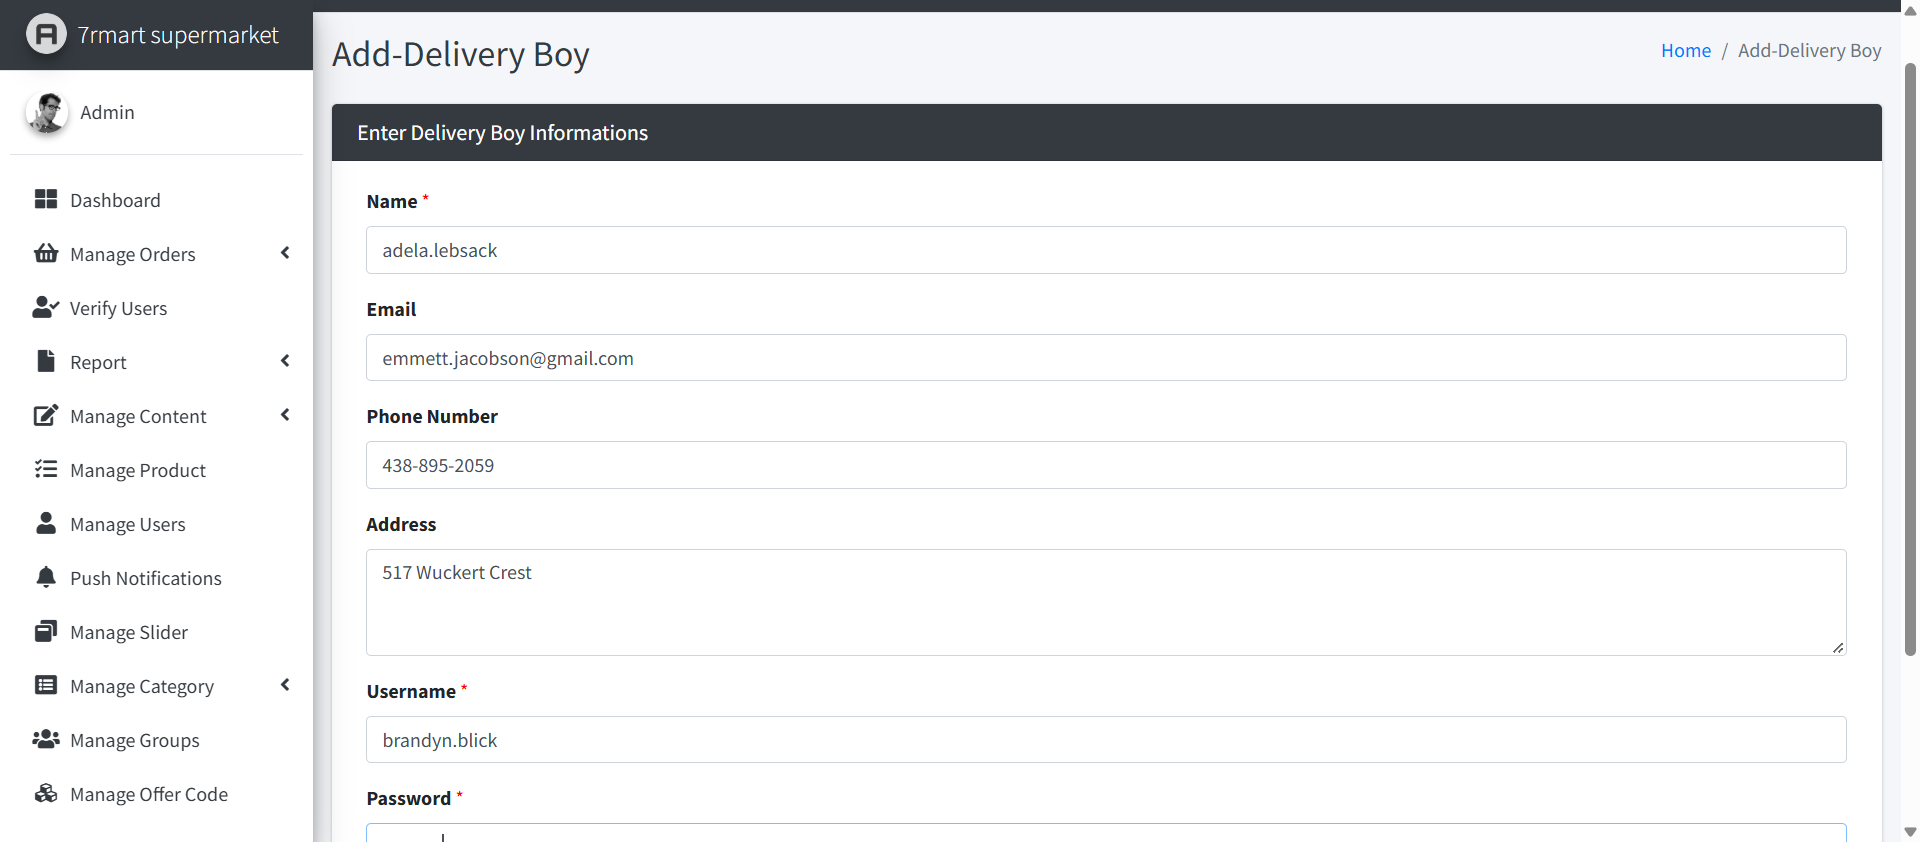 7rmart supermarket
Admin
Dashboard
Manage Orders
Verify Users
Report
Manage Content
Manage Product
Manage Users
Push Notifications
Manage Slider
Manage Category
Manage Groups
Manage Offer Code
Add-Delivery Boy
Home / Add-Delivery Boy
Enter Delivery Boy Informations
Name *
adela.lebsack
Email
emmett.jacobson@gmail.com
Phone Number
438-895-2059
Address
517 Wuckert Crest
Username *
brandyn.blick
Password *